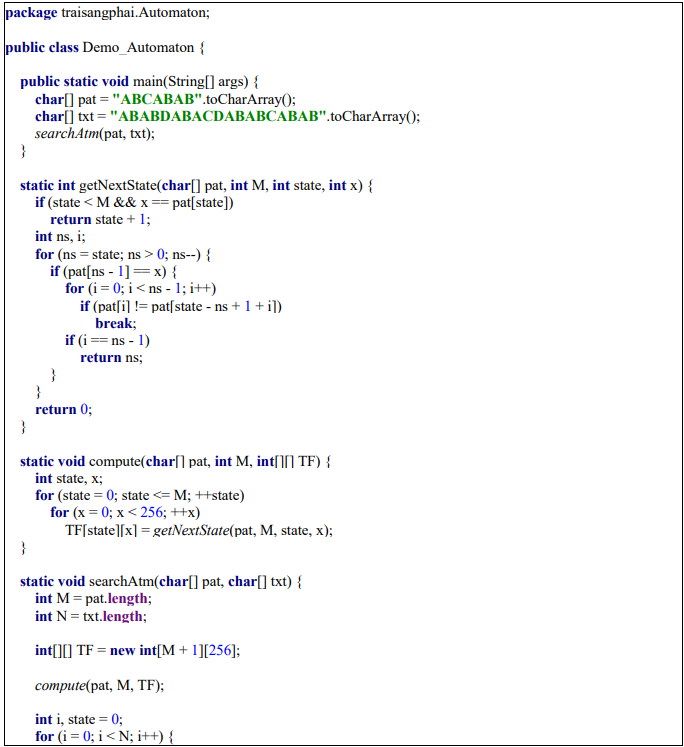 package traisangphai.Automaton;
public class Demo_Automaton {
public static void main(String[] args) {
char[] pat = "ABCABAB".toCharArray();
char[] txt = "ABABDABACDABABCABAB".toCharArray();
searchAtm(pat, txt);
}
static int getNextState(char[] pat, int M, int state, int x) {
if (state < M && x == pat[state])
return state + 1;
int ns, i;
for (ns = state; ns > 0; ns--) {
if (pat[ns - 1] == x) {
for (i = 0; i < ns - 1; i++)
if (pat[i] != pat[state - ns + 1 + i])
break;
if (i == ns - 1)
return ns;
}
}
return 0;
}
static void compute(char[] pat, int M, int[][] TF) {
int state, x;
for (state = 0; state <= M; ++state)
for (x = 0; x < 256; ++x)
TF[state][x] = getNextState(pat, M, state, x);
}
static void searchAtm(char[] pat, char[] txt) {
int M = pat.length;
int N = txt.length;
int[][] TF = new int[M + 1][256];
compute(pat, M, TF);
int i, state = 0;
for (i = 0; i < N; i++) {